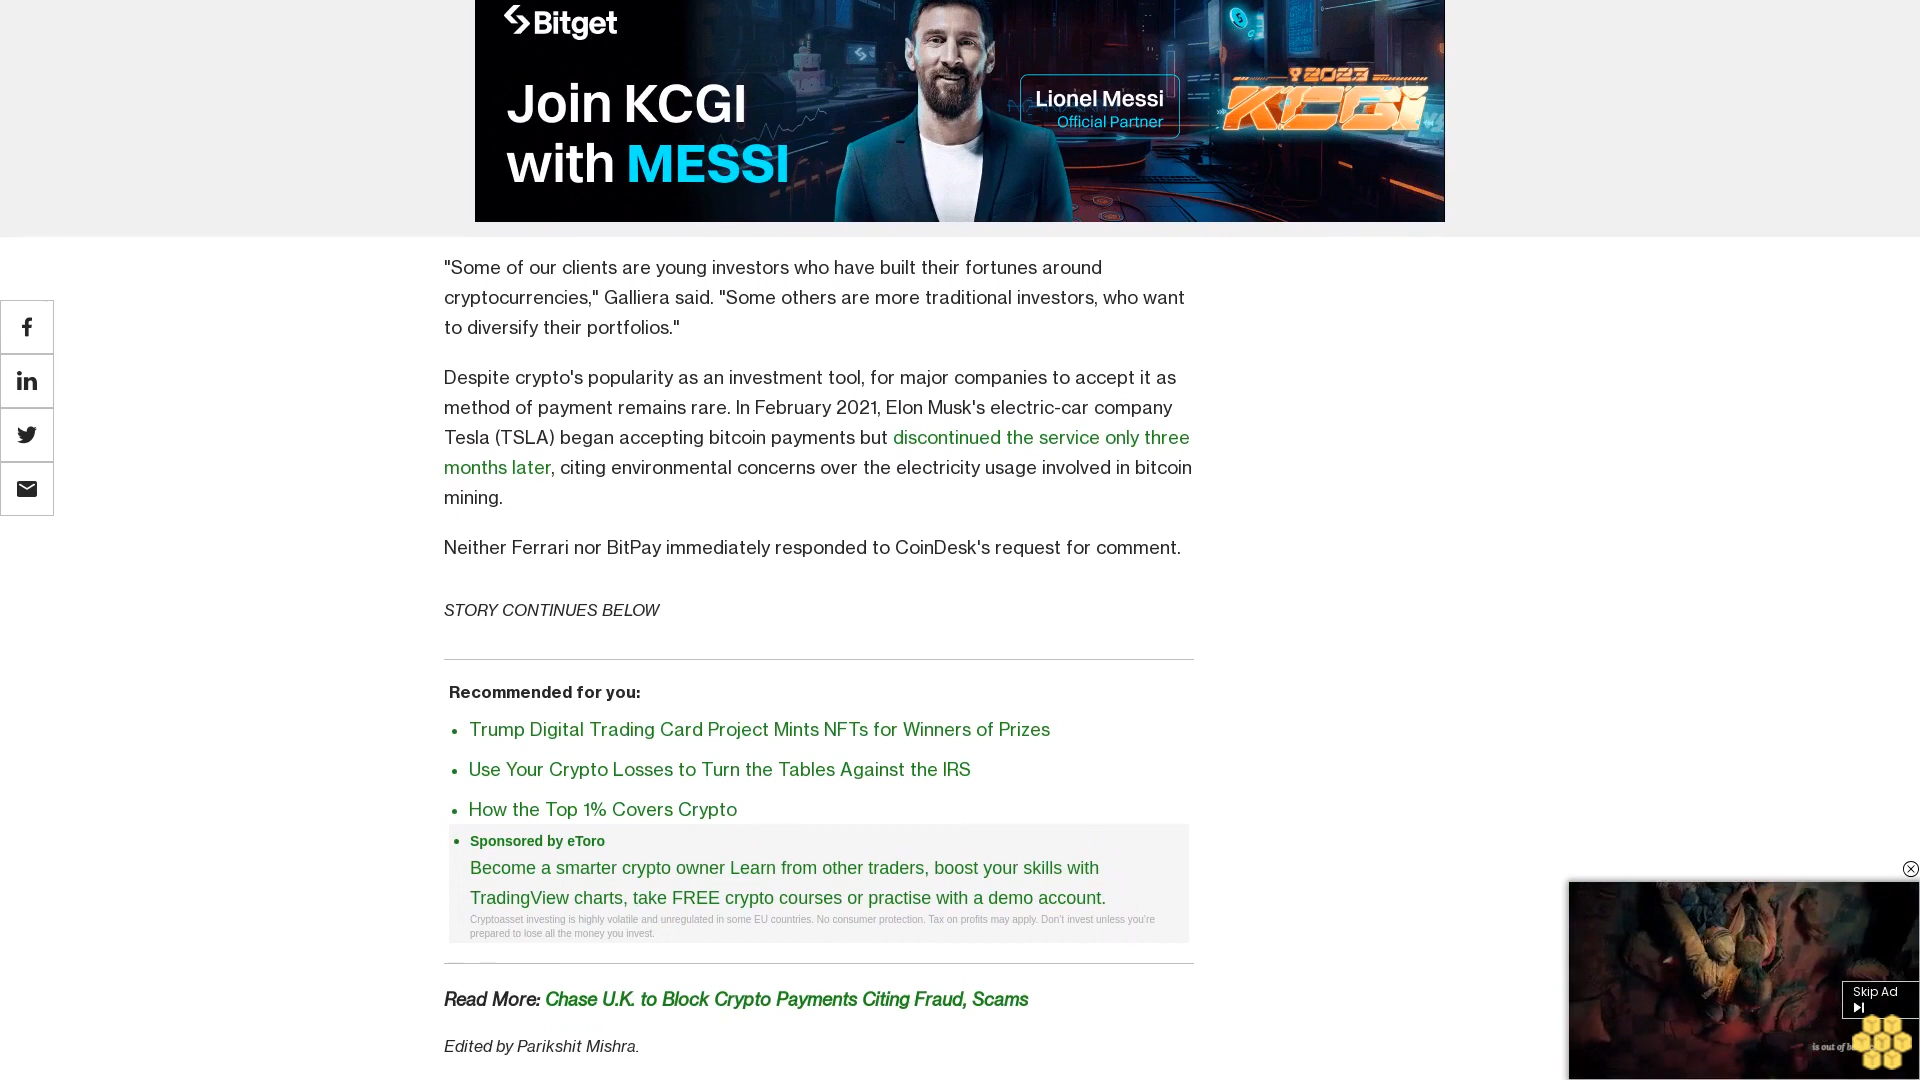 Bitget
Join KCGI
with MESSI
Lionel Messi
Official Partner
Y2023
KCGI
"Some of our clients are young investors who have built their fortunes around
cryptocurrencies," Galliera said. "Some others are more traditional investors, who want
to diversify their portfolios."
Despite crypto's popularity as an investment tool, for major companies to accept it as
method of payment remains rare. In February 2021, Elon Musk's electric-car company
Tesla (TSLA) began accepting bitcoin payments but discontinued the service only three
months later, citing environmental concerns over the electricity usage involved in bitcoin
mining.
Neither Ferrari nor BitPay immediately responded to CoinDesk's request for comment.
STORY CONTINUES BELOW
Recommended for you:
• Trump Digital Trading Card Project Mints NFTs for Winners of Prizes
• Use Your Crypto Losses to Turn the Tables Against the IRS
• How the Top 1% Covers Crypto
• Sponsored by eToro
Become a smarter crypto owner Learn from other traders, boost your skills with
TradingView charts, take FREE crypto courses or practise with a demo account.
Cryptoasset investing is highly volatile and unregulated in some EU countries. No consumer protection. Tax on profits may apply. Don't invest unless you're
prepared to lose all the money you invest.
Read More: Chase U.K. to Block Crypto Payments Citing Fraud, Scams
Edited by Parikshit Mishra.
Skip Ad
is out of